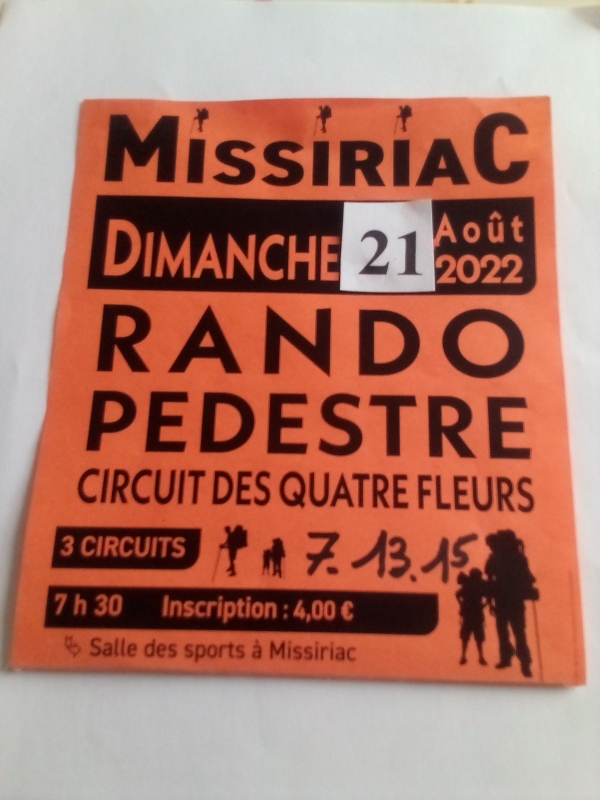 MISSIRIAC
DIMANCHE 21 Août 2022
RANDO
PEDESTRE
CIRCUIT DES QUATRE FLEURS
3 CIRCUITS 7. 13. 15
7 h 30 Inscription : 4,00 €
Salle des sports à Missiriac